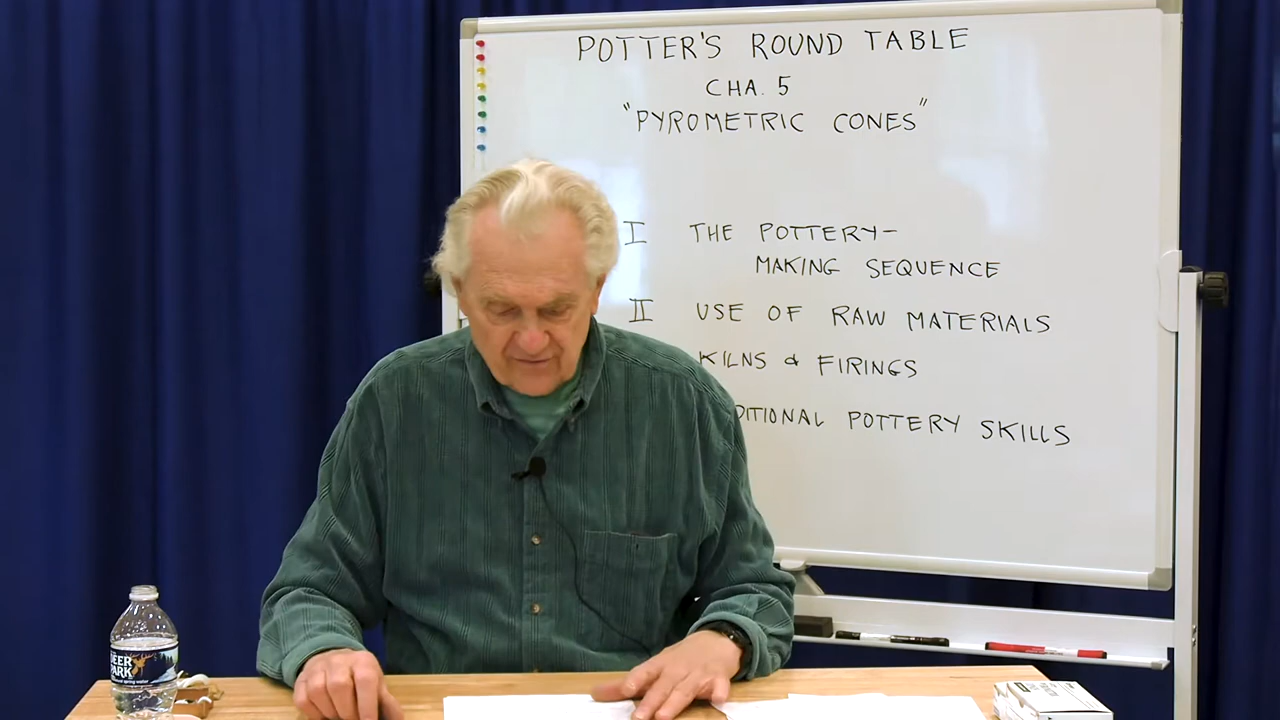 POTTER'S ROUND TABLE
CHA. 5
"PYROMETRIC CONES"
I THE POTTERY-
MAKING SEQUENCE
II USE OF RAW MATERIALS
KILNS & FIRINGS
DITIONAL POTTERY SKILLS
DEER
PARK